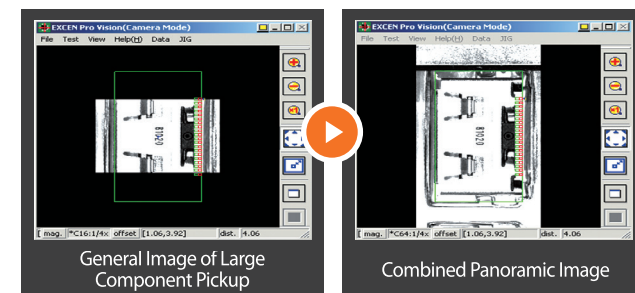 EXCEN Pro Vision(Camera Mode)
File Test View Help(H) Data JIG
B1020
[ mag. *C16:1/4x offset [1.06,3.92] dist. 4.06
General Image of Large
Component Pickup
EXCEN Pro Vision(Camera Mode)
File Test View Help(H) Data JIG
B1020
[ mag. *C64:1/4x offset [1.06,3.92] dist. 4.06
Combined Panoramic Image